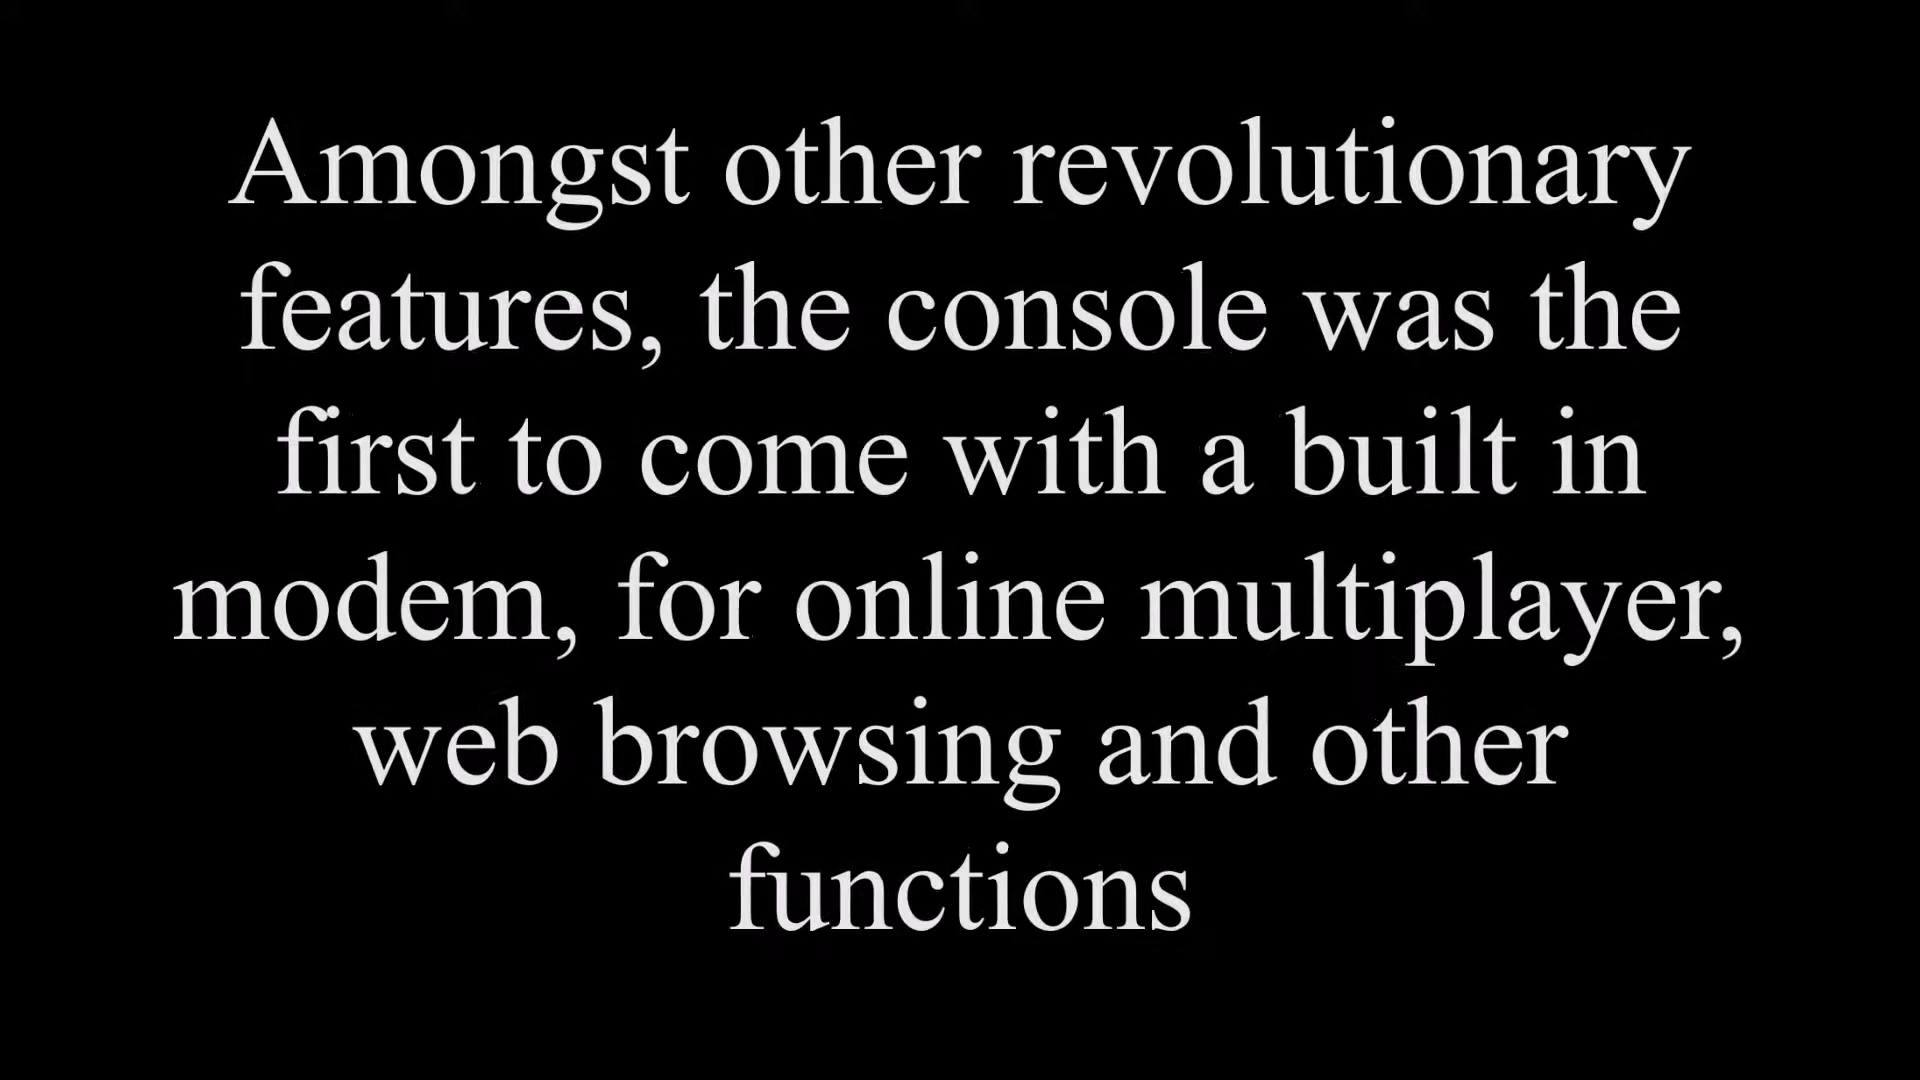 Amongst other revolutionary
features, the console was the
first to come with a built in
modem, for online multiplayer,
web browsing and other
functions